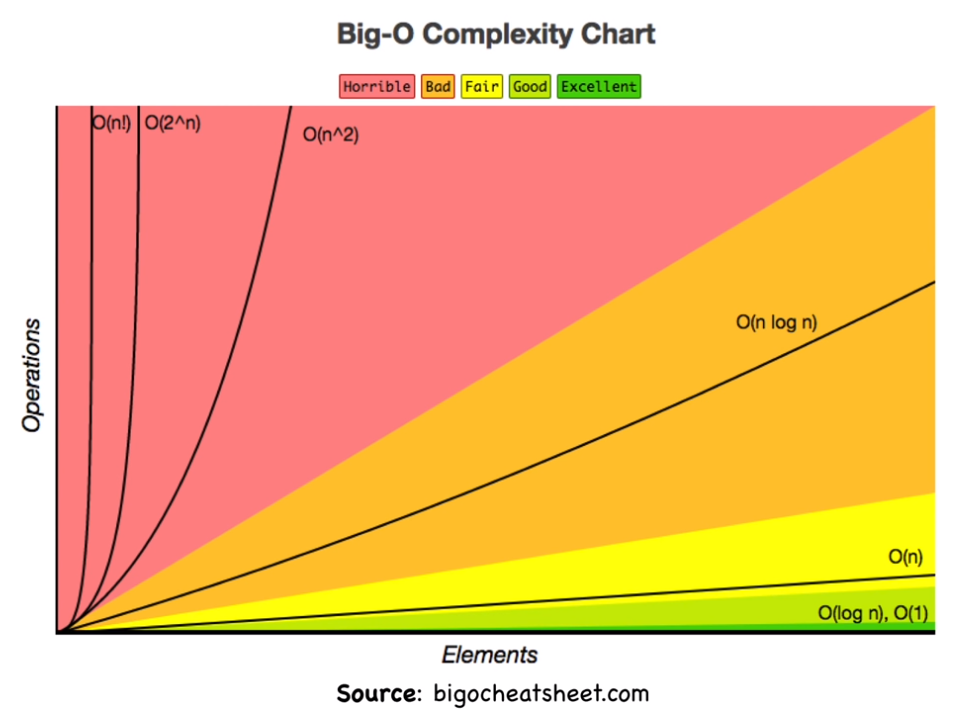 Big-O Complexity Chart
Horrible Bad Fair Good Excellent
O(n!) O(2^n) O(n^2)
O(n log n)
Operations
O(n)
O(log n), O(1)
Elements
Source: bigocheatsheet.com